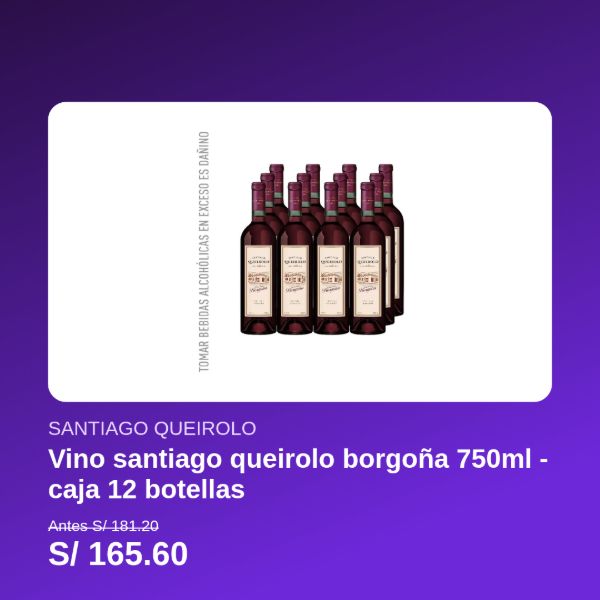 TOMAR BEBIDAS ALCOHÓLICAS EN EXCESO ES DAÑINO
QUEIROLO
SANTIAGO QUEIROLO
Vino santiago queirolo borgoña 750ml -
caja 12 botellas
Antes S/ 181.20
S/ 165.60